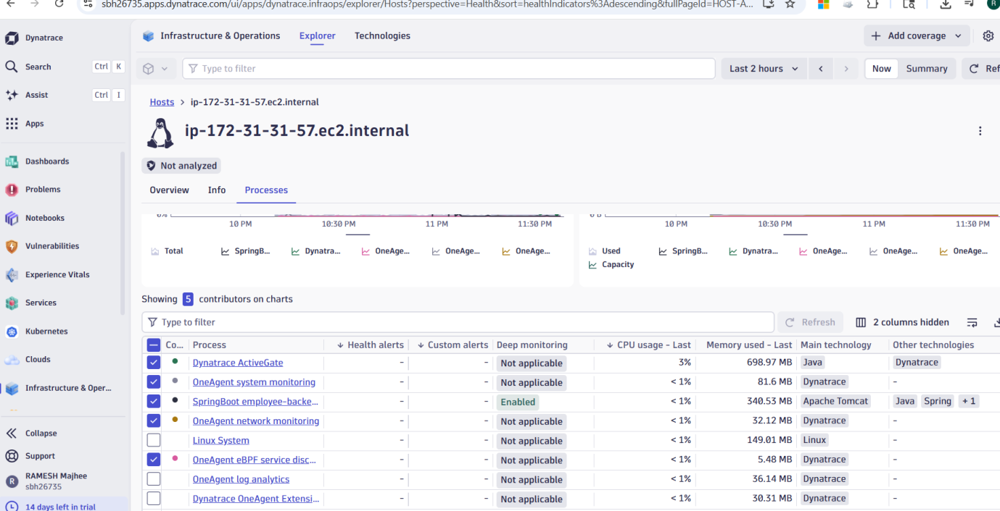 sbh26735.apps.dynatrace.com/ui/apps/dynatrace.infraops/explorer/Hosts?perspective=Health&sort=healthIndicators%3Adescending&fullPageId=HOST-A...
R
Dynatrace
Search Ctrl K
Assist Ctrl I
Apps
Dashboards
Problems
Notebooks
Vulnerabilities
Experience Vitals
Services
Kubernetes
Clouds
Infrastructure & Oper...
Collapse
Support
R RAMESH Majhee
sbh26735
14 days left in trial
Infrastructure & Operations Explorer Technologies Add coverage
Type to filter Last 2 hours Now Summary Ref
Hosts > ip-172-31-31-57.ec2.internal
ip-172-31-31-57.ec2.internal
Not analyzed
Overview Info Processes
0% 10 PM 10:30 PM 11 PM 11:30 PM
Total SpringB... Dynatra... OneAge... OneAge... OneAge...
0 B 10 PM 10:30 PM 11 PM 11:30 PM
Used SpringB... Dynatra... OneAge... OneAge... OneAge...
Capacity
Showing 5 contributors on charts
Type to filter Refresh 2 columns hidden
Co... Process Health alerts Custom alerts Deep monitoring CPU usage - Last Memory used - Last Main technology Other technologies
Dynatrace ActiveGate - - Not applicable 3% 698.97 MB Java Dynatrace
OneAgent system monitoring - - Not applicable < 1% 81.6 MB Dynatrace -
SpringBoot employee-backe... - - Enabled < 1% 340.53 MB Apache Tomcat Java Spring + 1
OneAgent network monitoring - - Not applicable < 1% 32.12 MB Dynatrace -
Linux System - - Not applicable < 1% 149.01 MB Linux -
OneAgent eBPF service disc... - - Not applicable < 1% 5.48 MB Dynatrace -
OneAgent log analytics - - Not applicable < 1% 36.14 MB Dynatrace -
Dynatrace OneAgent Extensi... - - Not applicable < 1% 30.31 MB Dynatrace -